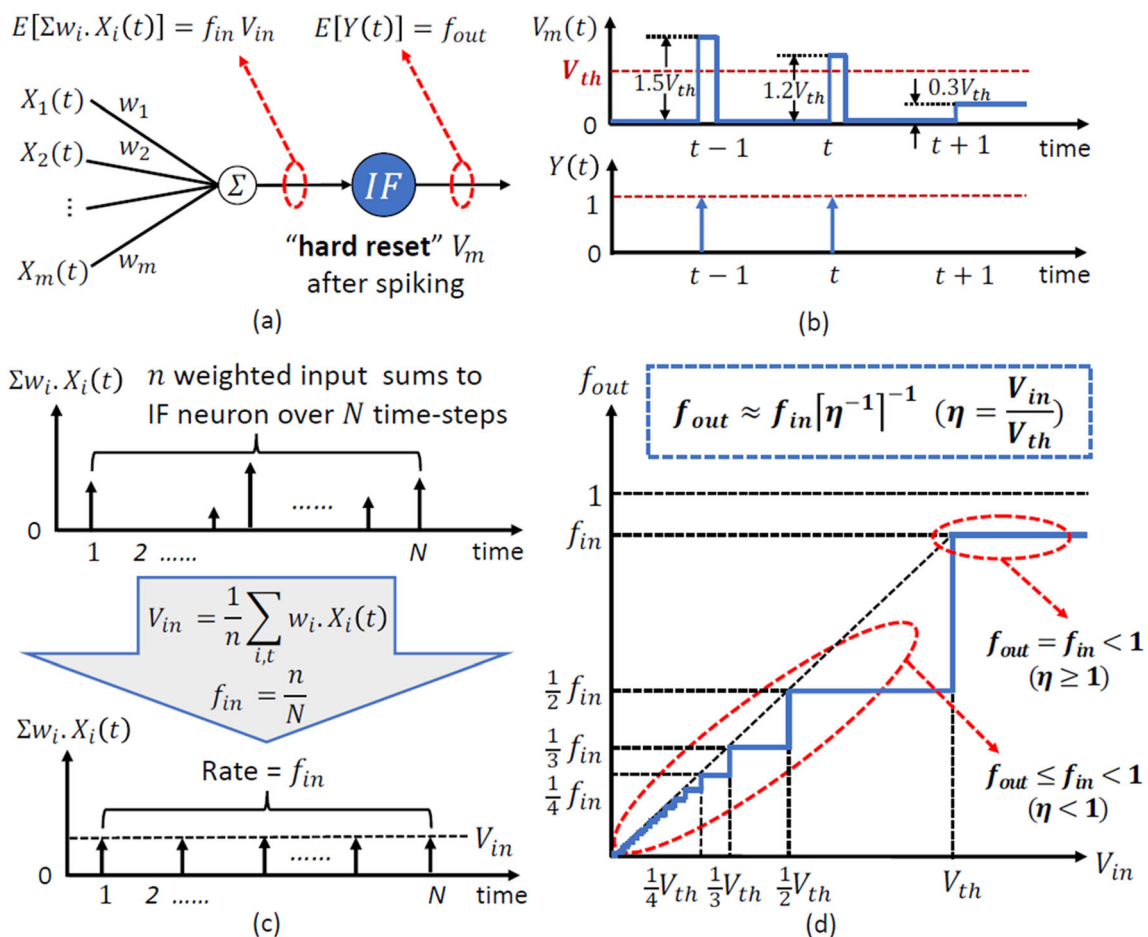 E[Σw_i.X_i(t)] = f_in V_in
E[Y(t)] = f_out
X_1(t)
w_1
X_2(t)
w_2
⋮
X_m(t)
w_m
Σ
IF
"hard reset" V_m
after spiking
(a)
V_m(t)
V_th
1.5V_th
1.2V_th
0.3V_th
0
t − 1
t
t + 1
time
Y(t)
1
0
t − 1
t
t + 1
time
(b)
Σw_i.X_i(t)
n weighted input sums to
IF neuron over N time-steps
......
0
1
2 ......
N
time
V_in = 1/n Σ_{i,t} w_i.X_i(t)
f_in = n/N
Σw_i.X_i(t)
Rate = f_in
V_in
......
0
1
2 ......
N
time
(c)
f_out
f_out ≈ f_in⌈η^−1⌉^−1 (η = V_in/V_th)
1
f_in
1/2 f_in
1/3 f_in
1/4 f_in
f_out = f_in < 1
(η ≥ 1)
f_out ≤ f_in < 1
(η < 1)
1/4 V_th
1/3 V_th
1/2 V_th
V_th
V_in
(d)